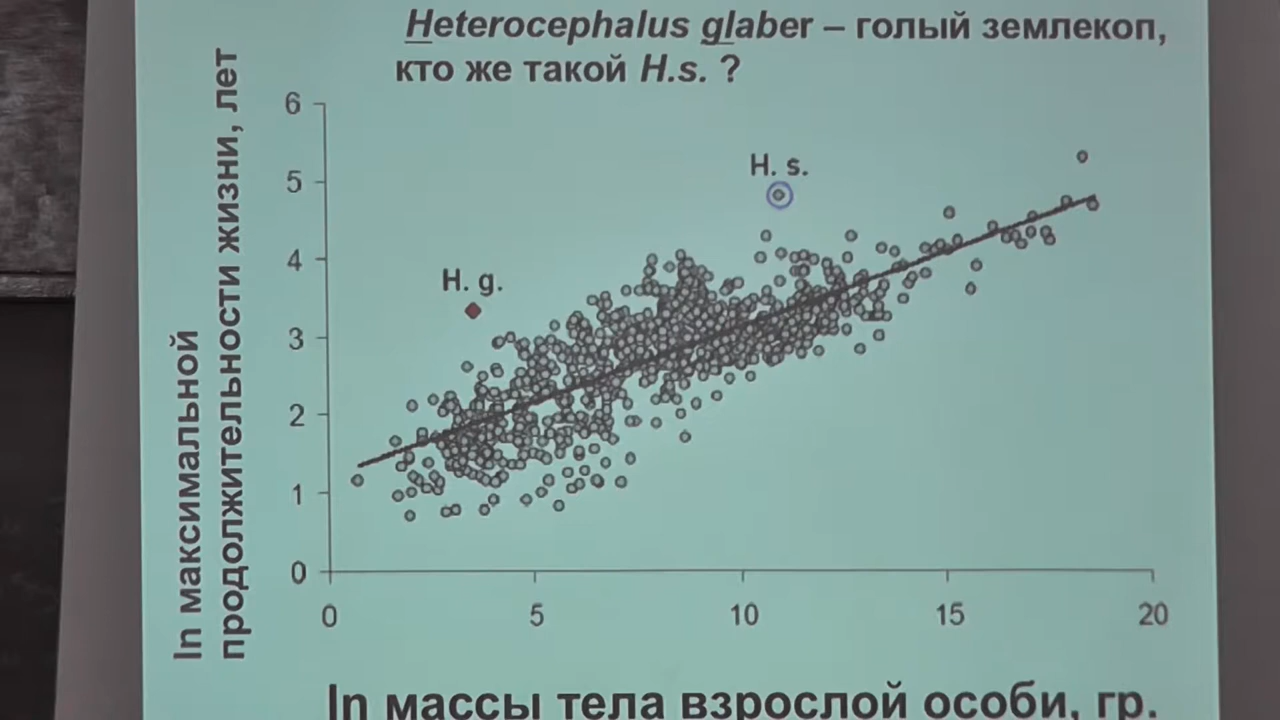 Heterocephalus glaber – голый землекоп,
кто же такой H.s. ?
ln максимальной
продолжительности жизни, лет
6
5
4
3
2
1
0
H. s.
H. g.
0 5 10 15 20
ln массы тела взрослой особи, гр.